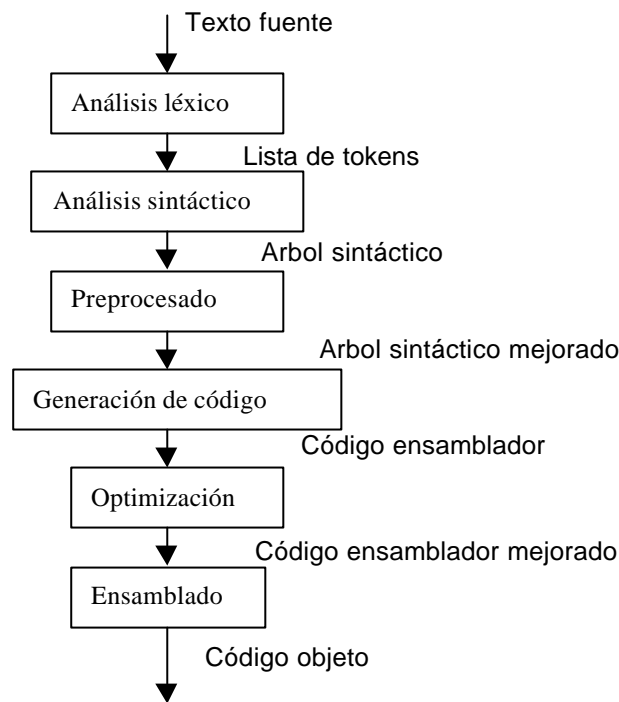 Texto fuente
Análisis léxico
Lista de tokens
Análisis sintáctico
Arbol sintáctico
Preprocesado
Arbol sintáctico mejorado
Generación de código
Código ensamblador
Optimización
Código ensamblador mejorado
Ensamblado
Código objeto